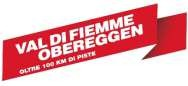 VAL DI FIEMME
OBEREGGEN
OLTRE 100 KM DI PISTE